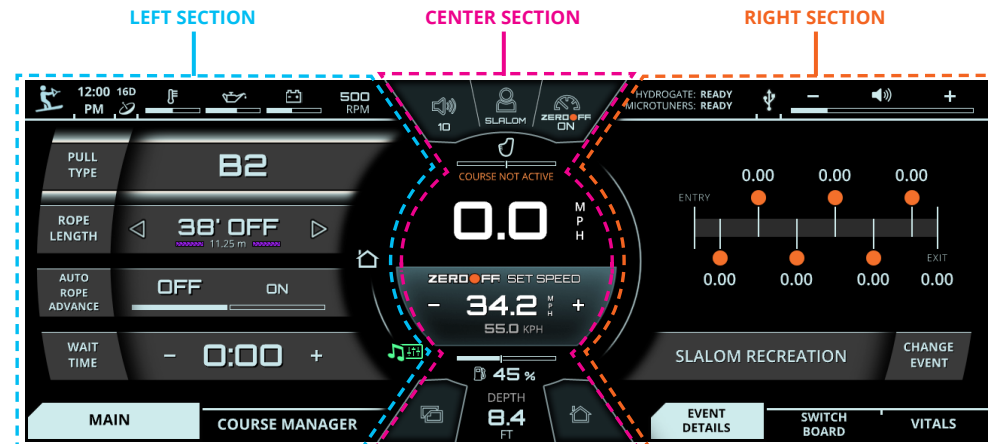 LEFT SECTION
CENTER SECTION
RIGHT SECTION
12:00 PM
16D
500 RPM
10
SLALOM
ZEROOFF
ON
HYDROGATE: READY
MICROTUNERS: READY
−
+
PULL
TYPE
B2
ROPE
LENGTH
38' OFF
11.25 m
AUTO
ROPE
ADVANCE
OFF
ON
WAIT
TIME
− 0:00 +
MAIN
COURSE MANAGER
COURSE NOT ACTIVE
0.0
MPH
ZEROOFF SET SPEED
− 34.2 MPH +
55.0 KPH
45 %
DEPTH
8.4
FT
0.00 0.00 0.00
ENTRY
EXIT
0.00 0.00 0.00 0.00
SLALOM RECREATION
CHANGE
EVENT
EVENT
DETAILS
SWITCH
BOARD
VITALS